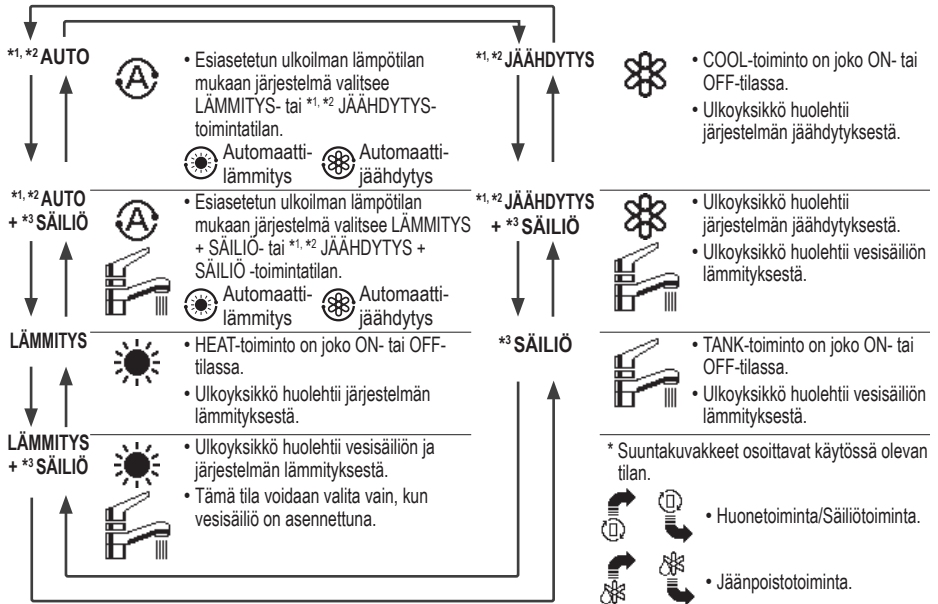 *1, *2 AUTO
• Esiasetetun ulkoilman lämpötilan
mukaan järjestelmä valitsee
LÄMMITYS- tai *1, *2 JÄÄHDYTYS-
toimintatilan.
Automaatti-
lämmitys
Automaatti-
jäähdytys
*1, *2 AUTO
+ *3 SÄILIÖ
• Esiasetetun ulkoilman lämpötilan
mukaan järjestelmä valitsee LÄMMITYS
+ SÄILIÖ- tai *1, *2 JÄÄHDYTYS +
SÄILIÖ -toimintatilan.
Automaatti-
lämmitys
Automaatti-
jäähdytys
LÄMMITYS
• HEAT-toiminto on joko ON- tai OFF-
tilassa.
• Ulkoyksikkö huolehtii järjestelmän
lämmityksestä.
LÄMMITYS
+ *3 SÄILIÖ
• Ulkoyksikkö huolehtii vesisäiliön ja
järjestelmän lämmityksestä.
• Tämä tila voidaan valita vain, kun
vesisäiliö on asennettuna.
*1, *2 JÄÄHDYTYS
• COOL-toiminto on joko ON- tai
OFF-tilassa.
• Ulkoyksikkö huolehtii
järjestelmän jäähdytyksestä.
*1, *2 JÄÄHDYTYS
+ *3 SÄILIÖ
• Ulkoyksikkö huolehtii
järjestelmän jäähdytyksestä.
• Ulkoyksikkö huolehtii vesisäiliön
lämmityksestä.
*3 SÄILIÖ
• TANK-toiminto on joko ON- tai
OFF-tilassa.
• Ulkoyksikkö huolehtii vesisäiliön
lämmityksestä.
* Suuntakuvakkeet osoittavat käytössä olevan
tilan.
• Huonetoiminta/Säiliötoiminta.
• Jäänpoistotoiminta.